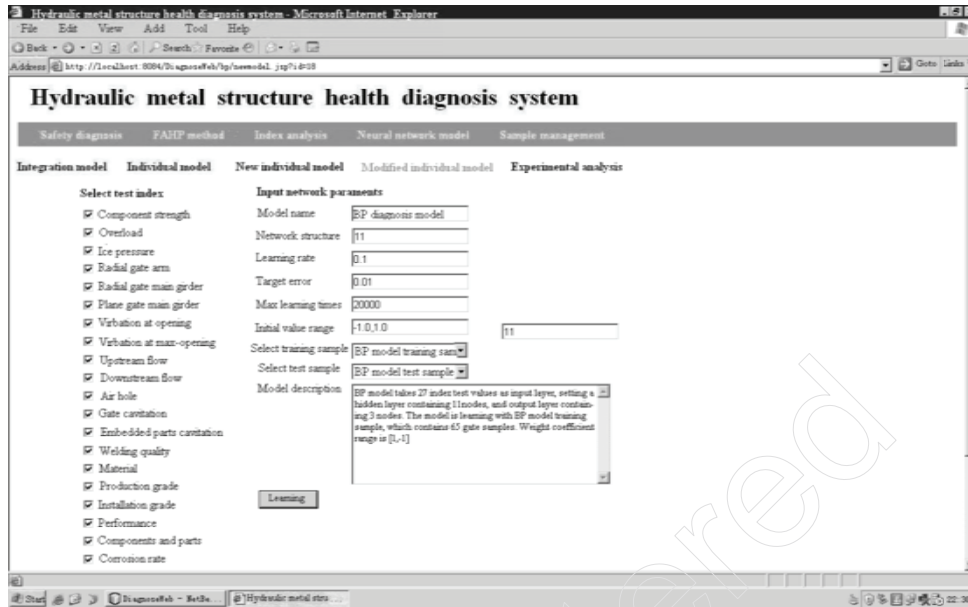 Hydraulic metal structure health diagnosis system - Microsoft Internet Explorer
File Edit View Add Tool Help
Back Search Favorite
Address http://localhost:8084/DiagnoseWeb/bp/newmodel.jsp?id=18 Goto Links
Hydraulic metal structure health diagnosis system
Safety diagnosis FAHP method Index analysis Neural network model Sample management
Integration model Individual model New individual model Modified individual model Experimental analysis
Select test index Input network paraments
Component strength Model name BP diagnosis model
Overload Network structure 11
Ice pressure Learning rate 0.1
Radial gate arm
Radial gate main girder Target error 0.01
Plane gate main girder Max learning times 20000
Virbation at opening Initial value range -1.0,1.0 11
Virbation at max-opening Select training sample BP model training sam
Upstream flow Select test sample BP model test sample
Downstream flow Model description
Air hole
Gate cavitation
Embedded parts cavitation
Welding quality
Material
Production grade
Installation grade
Performance
Components and parts
Corrosion rate
BP model takes 27 index test values as input layer, setting a
hidden layer containing 11nodes, and output layer contain-
ing 3 nodes. The model is learning with BP model training
sample, which contains 65 gate samples. Weight coefficient
range is [1,-1]
Learning
Start DiagnoseWeb - NetBe... Hydraulic metal stru... 22:30
ered